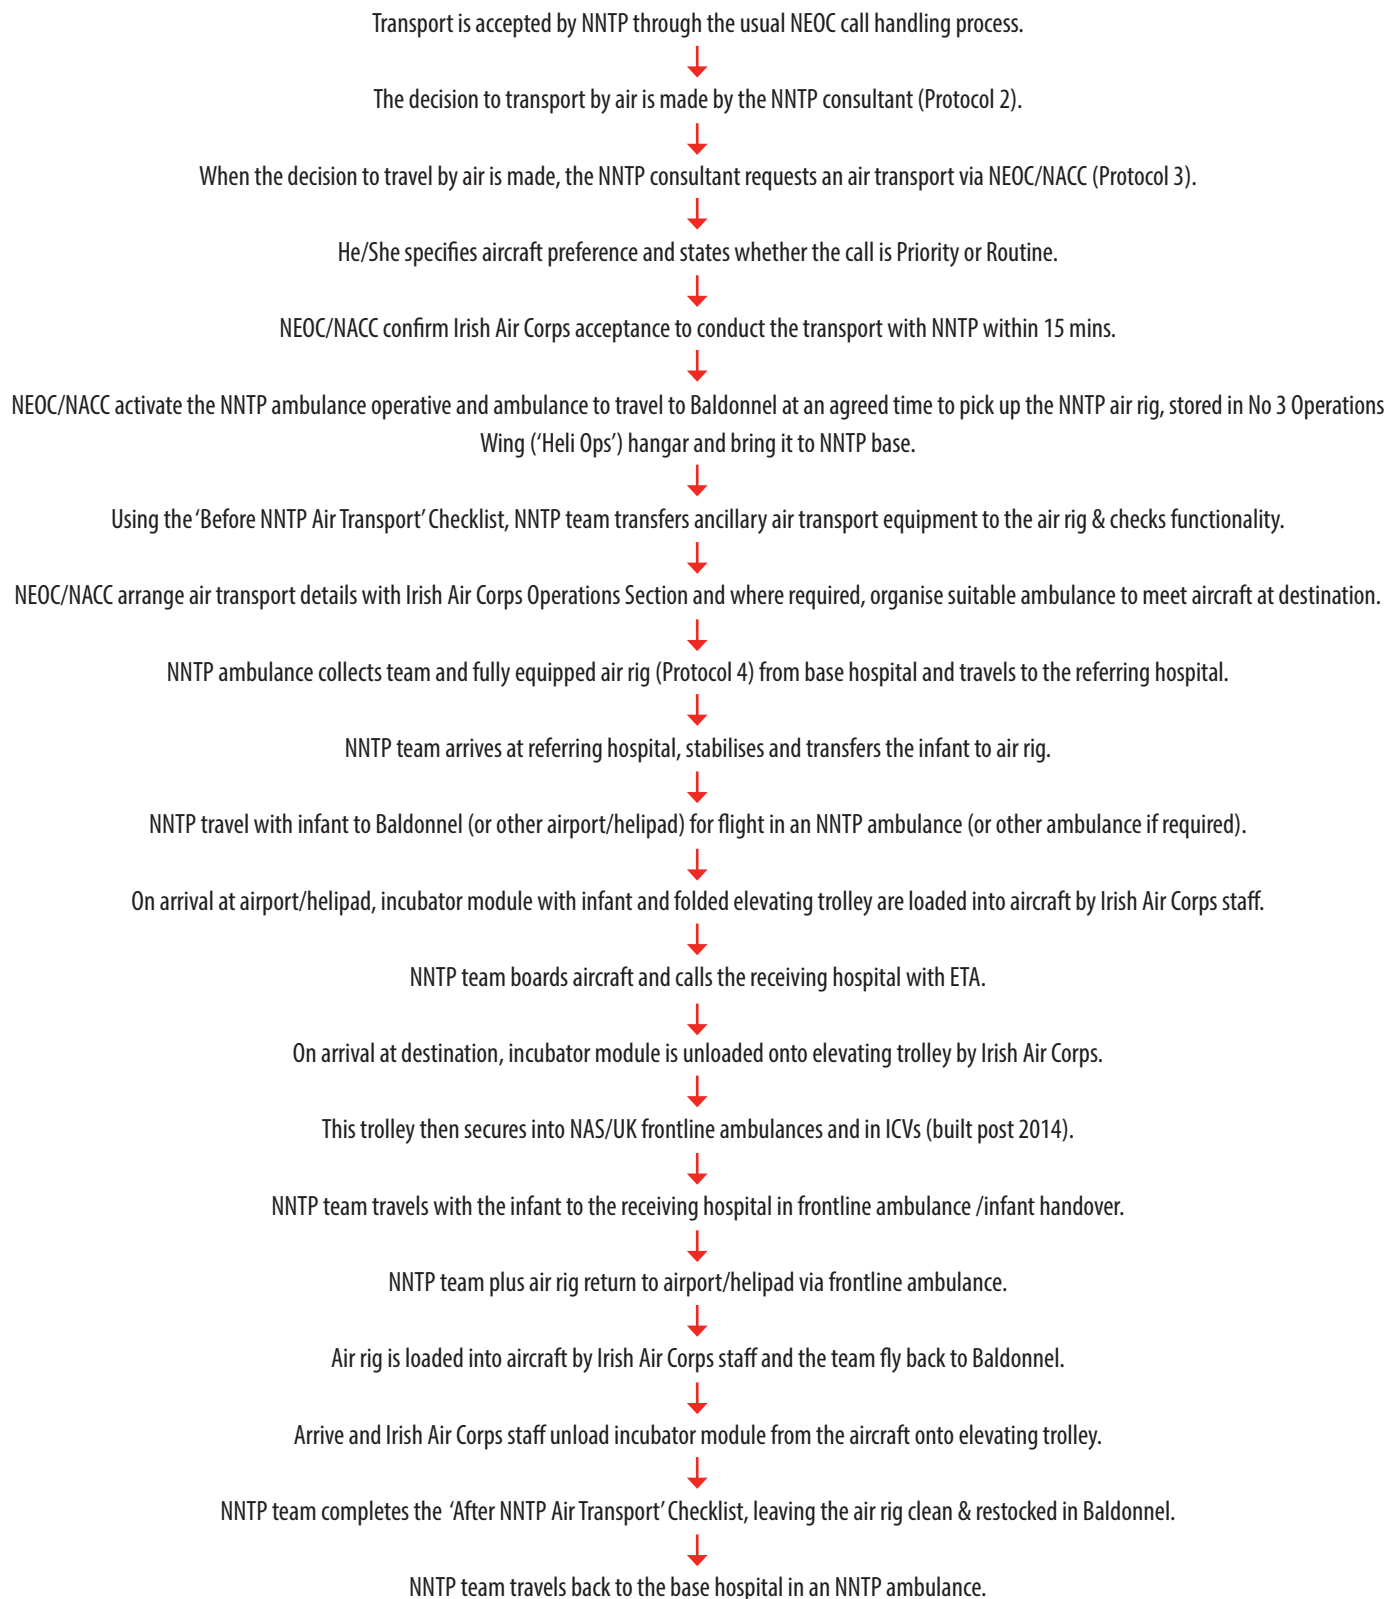 Transport is accepted by NNTP through the usual NEOC call handling process.
The decision to transport by air is made by the NNTP consultant (Protocol 2).
When the decision to travel by air is made, the NNTP consultant requests an air transport via NEOC/NACC (Protocol 3).
He/She specifies aircraft preference and states whether the call is Priority or Routine.
NEOC/NACC confirm Irish Air Corps acceptance to conduct the transport with NNTP within 15 mins.
NEOC/NACC activate the NNTP ambulance operative and ambulance to travel to Baldonnel at an agreed time to pick up the NNTP air rig, stored in No 3 Operations
Wing (‘Heli Ops’) hangar and bring it to NNTP base.
Using the ‘Before NNTP Air Transport’ Checklist, NNTP team transfers ancillary air transport equipment to the air rig & checks functionality.
NEOC/NACC arrange air transport details with Irish Air Corps Operations Section and where required, organise suitable ambulance to meet aircraft at destination.
NNTP ambulance collects team and fully equipped air rig (Protocol 4) from base hospital and travels to the referring hospital.
NNTP team arrives at referring hospital, stabilises and transfers the infant to air rig.
NNTP travel with infant to Baldonnel (or other airport/helipad) for flight in an NNTP ambulance (or other ambulance if required).
On arrival at airport/helipad, incubator module with infant and folded elevating trolley are loaded into aircraft by Irish Air Corps staff.
NNTP team boards aircraft and calls the receiving hospital with ETA.
On arrival at destination, incubator module is unloaded onto elevating trolley by Irish Air Corps.
This trolley then secures into NAS/UK frontline ambulances and in ICVs (built post 2014).
NNTP team travels with the infant to the receiving hospital in frontline ambulance /infant handover.
NNTP team plus air rig return to airport/helipad via frontline ambulance.
Air rig is loaded into aircraft by Irish Air Corps staff and the team fly back to Baldonnel.
Arrive and Irish Air Corps staff unload incubator module from the aircraft onto elevating trolley.
NNTP team completes the ‘After NNTP Air Transport’ Checklist, leaving the air rig clean & restocked in Baldonnel.
NNTP team travels back to the base hospital in an NNTP ambulance.